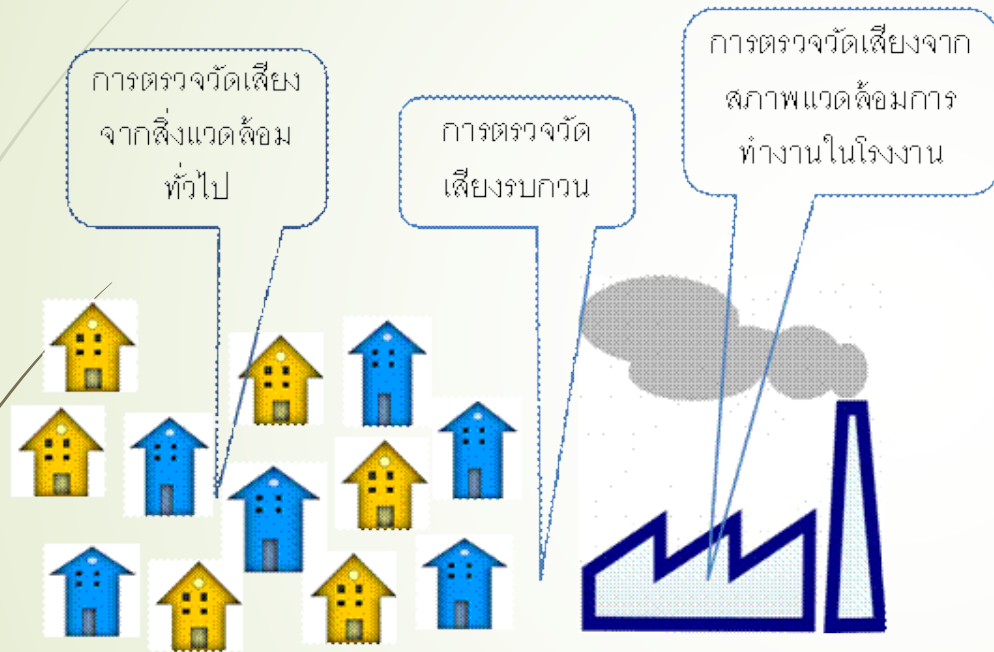 การตรวจวัดเสียง
จากสิ่งแวดล้อม
ทั่วไป
การตรวจวัด
เสียงรบกวน
การตรวจวัดเสียงจาก
สภาพแวดล้อมการ
ทำงานในโรงงาน